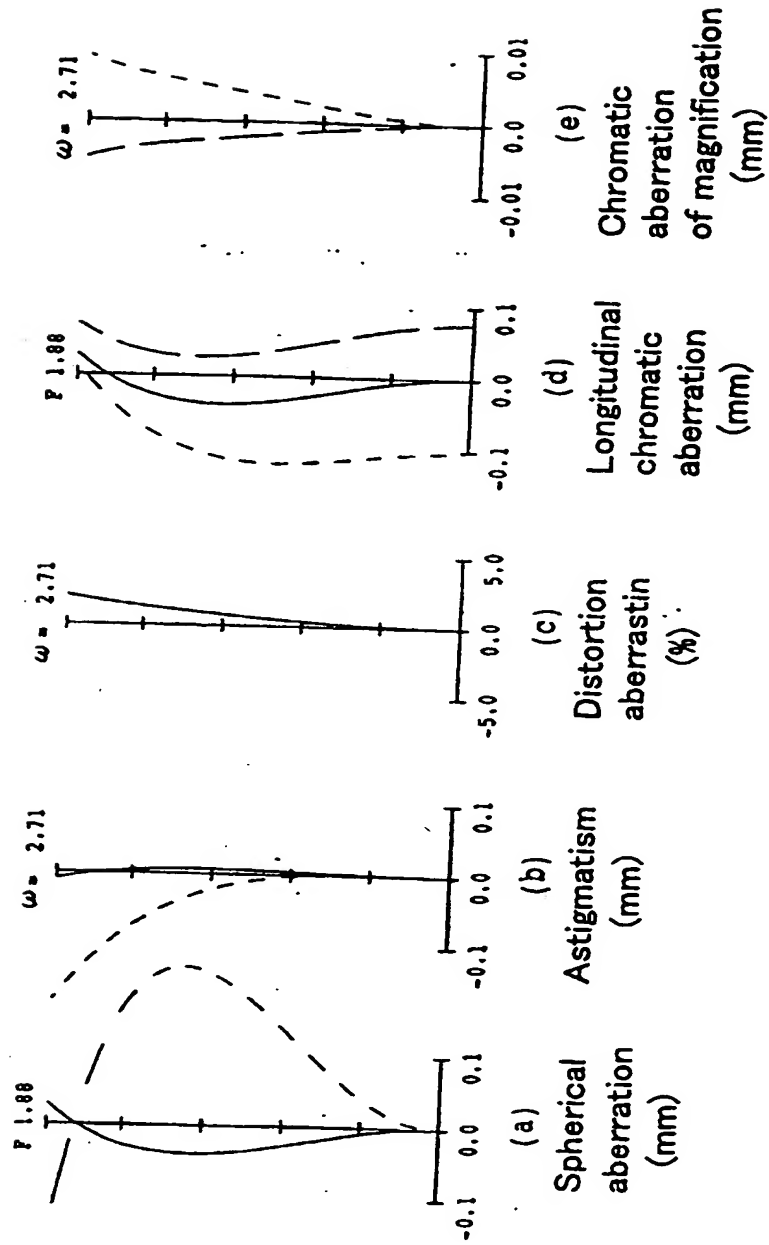 F 1.88
-0.1 0.0 0.1
(a)
Spherical
aberration
(mm)
ω= 2.71
-0.1 0.0 0.1
(b)
Astigmatism
(mm)
ω= 2.71
-5.0 0.0 5.0
(c)
Distortion
aberrastin
(%)
F 1.88
-0.1 0.0 0.1
(d)
Longitudinal
chromatic
aberration
(mm)
ω= 2.71
-0.01 0.0 0.01
(e)
Chromatic
aberration
of magnification
(mm)